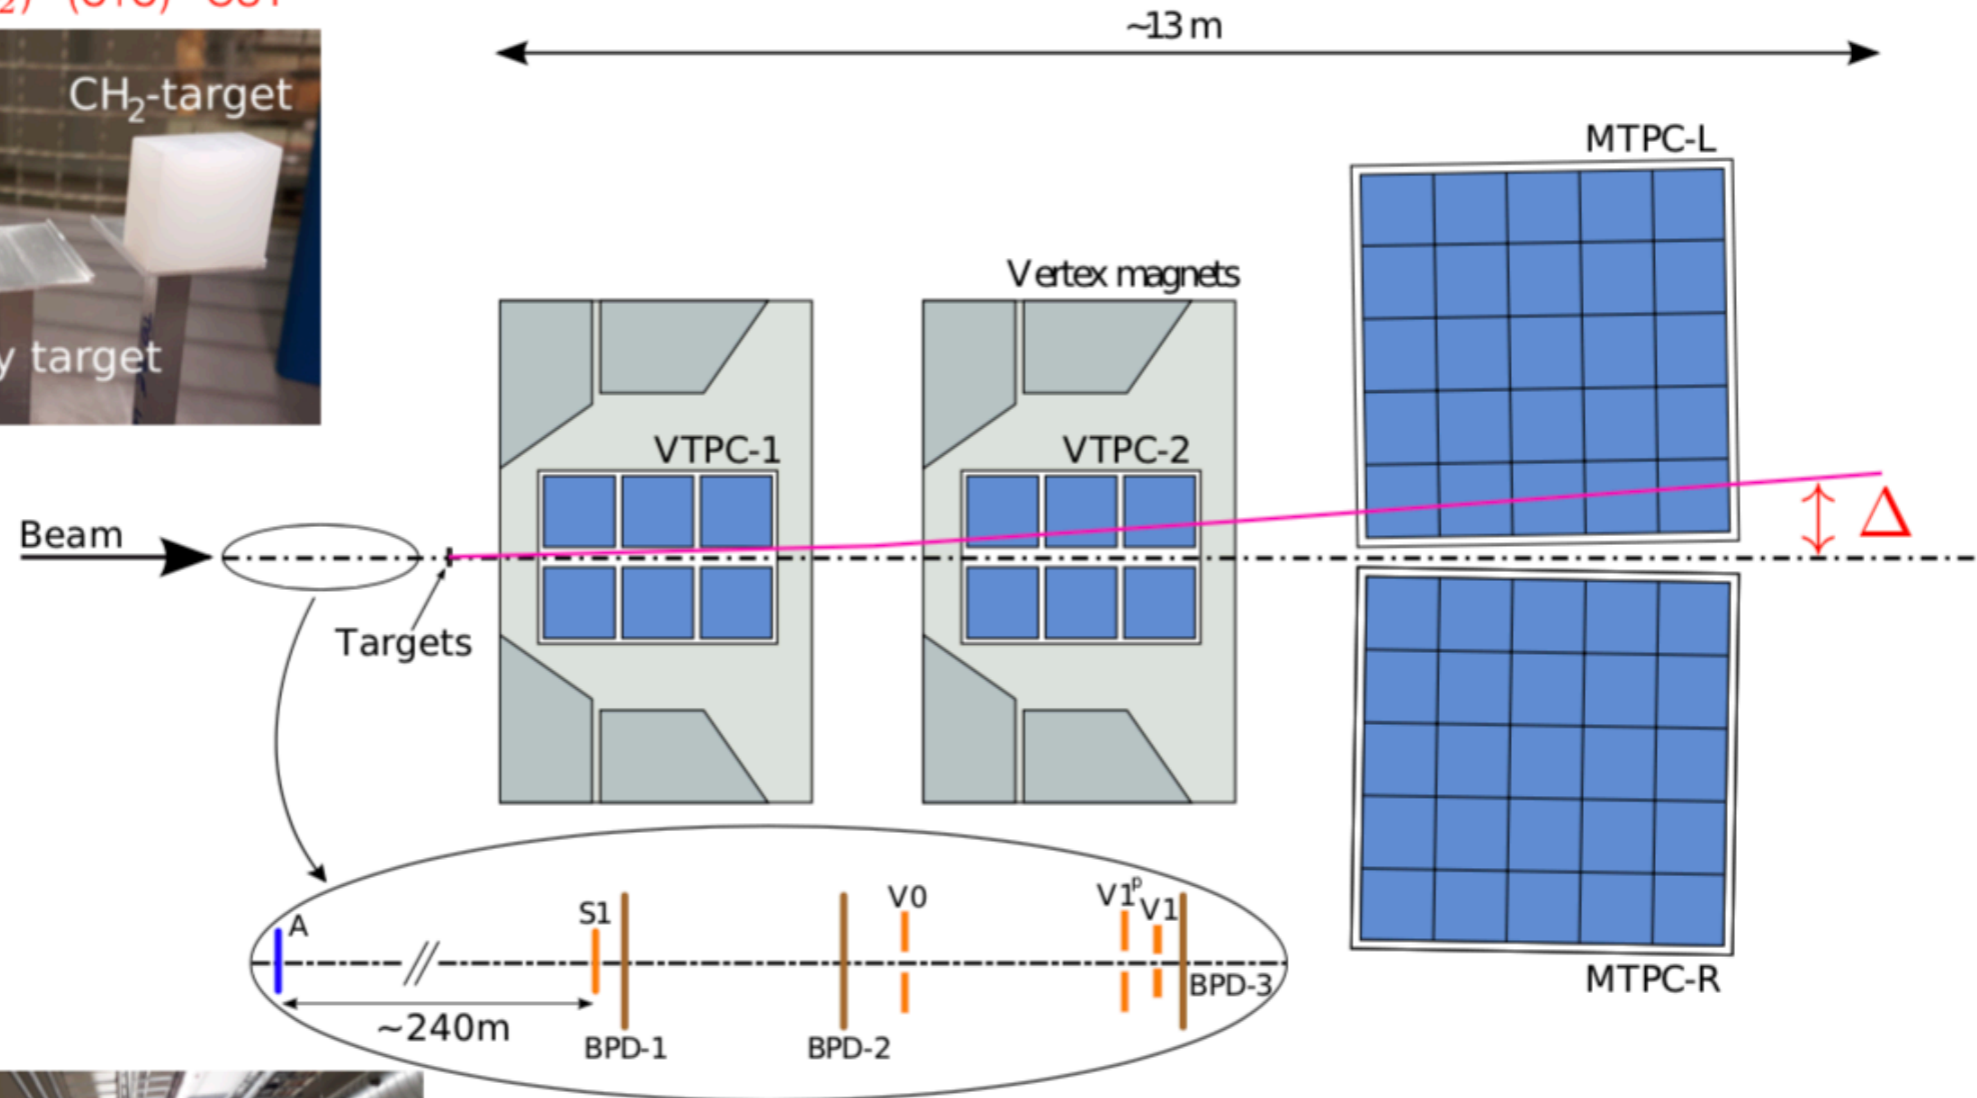 ~13 m
CH₂-target
MTPC-L
Vertex magnets
y target
VTPC-1
VTPC-2
Beam
Δ
Targets
A
S1
V0
V1ᵖ
V1
BPD-3
~240m
BPD-1
BPD-2
MTPC-R